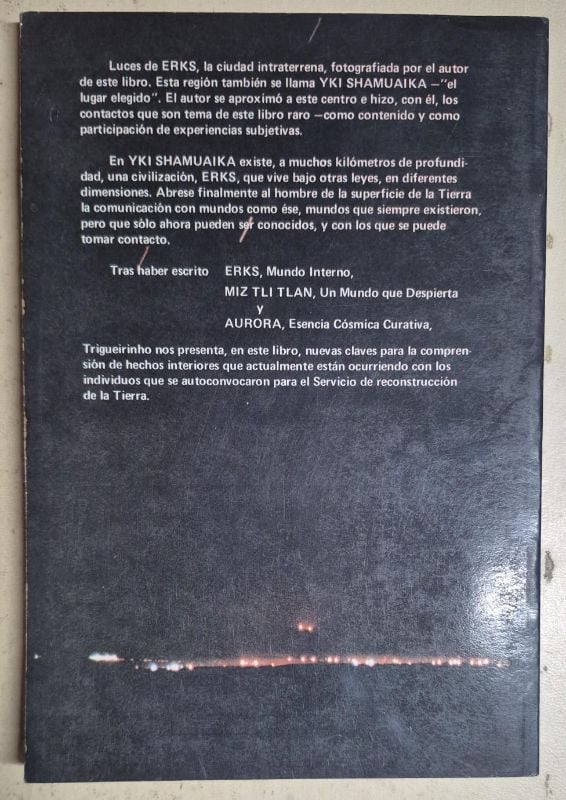 Luces de ERKS, la ciudad intraterrena, fotografiada por el autor
de este libro. Esta región también se llama YKI SHAMUAIKA —"el
lugar elegido". El autor se aproximó a este centro e hizo, con él, los
contactos que son tema de este libro raro —como contenido y como
participación de experiencias subjetivas.
En YKI SHAMUAIKA existe, a muchos kilómetros de profundi-
dad, una civilización, ERKS, que vive bajo otras leyes, en diferentes
dimensiones. Abrese finalmente al hombre de la superficie de la Tierra
la comunicación con mundos como ése, mundos que siempre existieron,
pero que sólo ahora pueden ser conocidos, y con los que se puede
tomar contacto.
Tras haber escrito ERKS, Mundo Interno,
MIZ TLI TLAN, Un Mundo que Despierta
y
AURORA, Esencia Cósmica Curativa,
Trigueirinho nos presenta, en este libro, nuevas claves para la compren-
sión de hechos interiores que actualmente están ocurriendo con los
individuos que se autoconvocaron para el Servicio de reconstrucción
de la Tierra.